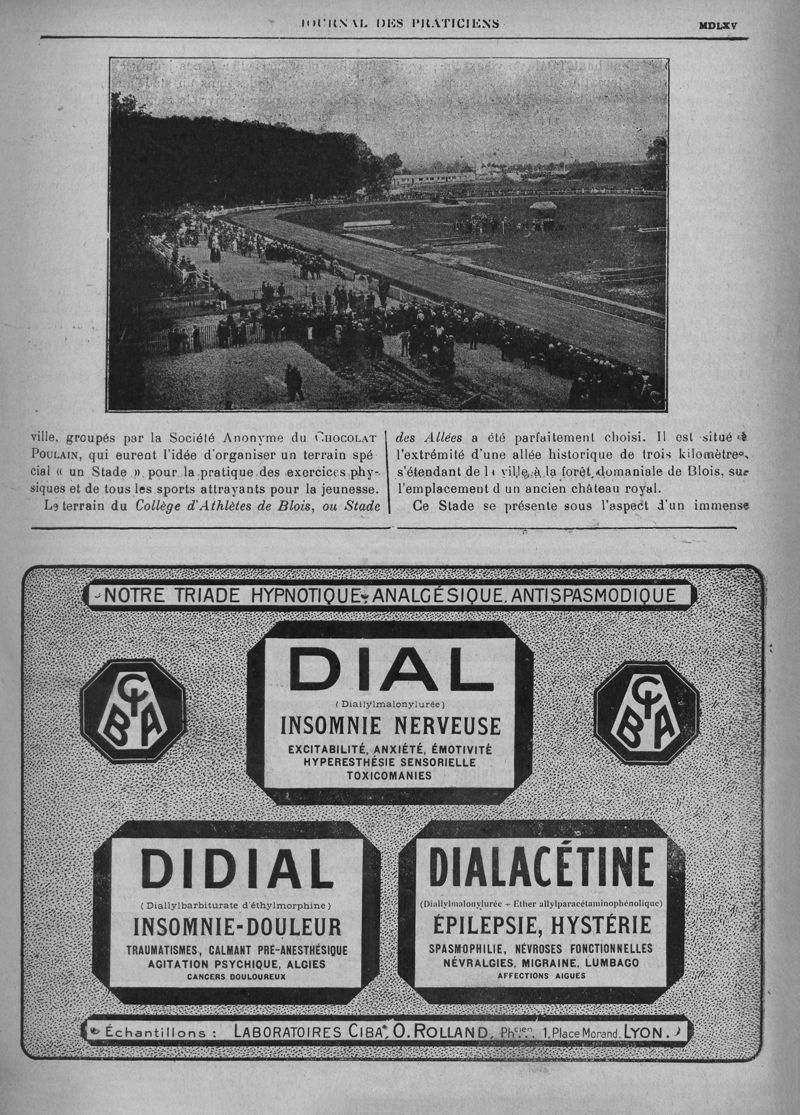 JOURNAL DES PRATICIENS
MDLXV
ville, groupés par la Société Anonyme du CHOCOLAT
POULAIN, qui eurent l'idée d'organiser un terrain spé
cial « un Stade » pour la pratique des exercices phy-
siques et de tous les sports attrayants pour la jeunesse.
Le terrain du Collège d'Athlètes de Blois, ou Stade
des Allées a été parfaitement choisi. Il est situé à
l'extrémité d'une allée historique de trois kilomètres,
s'étendant de la ville à la forêt domaniale de Blois, sur
l'emplacement d un ancien château royal.
Ce Stade se présente sous l'aspect d'un immense
NOTRE TRIADE HYPNOTIQUE, ANALGÉSIQUE, ANTISPASMODIQUE
DIAL
(Diallylmalonylurée)
INSOMNIE NERVEUSE
EXCITABILITÉ, ANXIÉTÉ, ÉMOTIVITÉ
HYPERESTHÉSIE SENSORIELLE
TOXICOMANIES
CIBA
CIBA
DIDIAL
(Diallylbarbiturate d'éthylmorphine)
INSOMNIE-DOULEUR
TRAUMATISMES, CALMANT PRÉ-ANESTHÉSIQUE
AGITATION PSYCHIQUE, ALGIES
CANCERS DOULOUREUX
DIALACÉTINE
(Diallylmalonylurée + Ether allylparacétaminophénolique)
ÉPILEPSIE, HYSTÉRIE
SPASMOPHILIE, NÉVROSES FONCTIONNELLES
NÉVRALGIES, MIGRAINE, LUMBAGO
AFFECTIONS AIGUES
Échantillons : LABORATOIRES CIBA, O. ROLLAND, Phcien, 1, Place Morand, LYON.